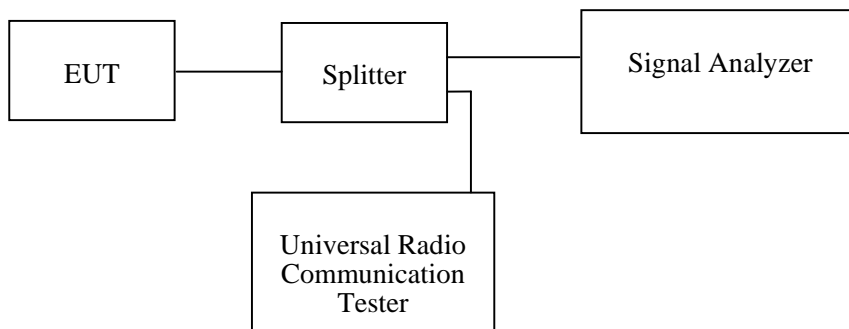 EUT
Splitter
Signal Analyzer
Universal Radio
Communication
Tester